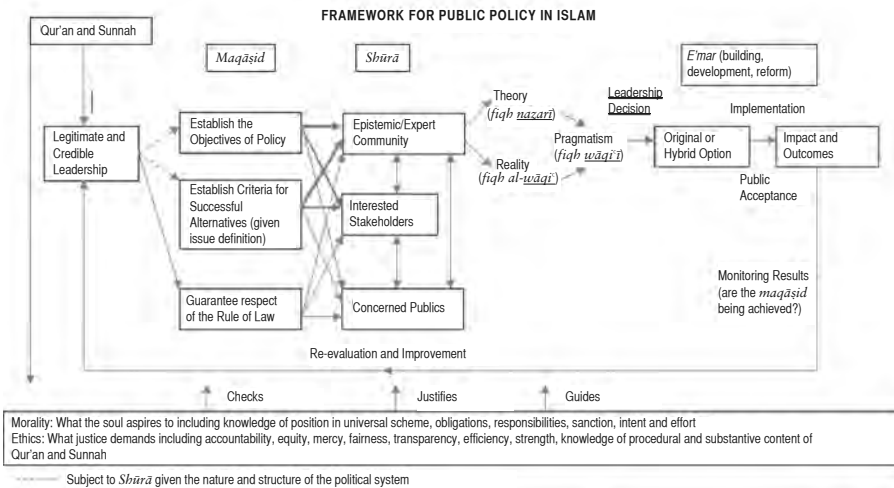 FRAMEWORK FOR PUBLIC POLICY IN ISLAM
Qur'an and Sunnah
Maqāṣid
Shūrā
E'mar (building,
development, reform)
Legitimate and
Credible
Leadership
Establish the
Objectives of Policy
Establish Criteria for
Successful
Alternatives (given
issue definition)
Guarantee respect
of the Rule of Law
Epistemic/Expert
Community
Interested
Stakeholders
Concerned Publics
Theory
(fiqh nazarī)
Reality
(fiqh al-wāqiʿ)
Pragmatism
(fiqh wāqiʿī)
Leadership
Decision
Original or
Hybrid Option
Implementation
Public
Acceptance
Impact and
Outcomes
Monitoring Results
(are the maqāṣid
being achieved?)
Re-evaluation and Improvement
Checks
Justifies
Guides
Morality: What the soul aspires to including knowledge of position in universal scheme, obligations, responsibilities, sanction, intent and effort
Ethics: What justice demands including accountability, equity, mercy, fairness, transparency, efficiency, strength, knowledge of procedural and substantive content of
Qur'an and Sunnah
Subject to Shūrā given the nature and structure of the political system